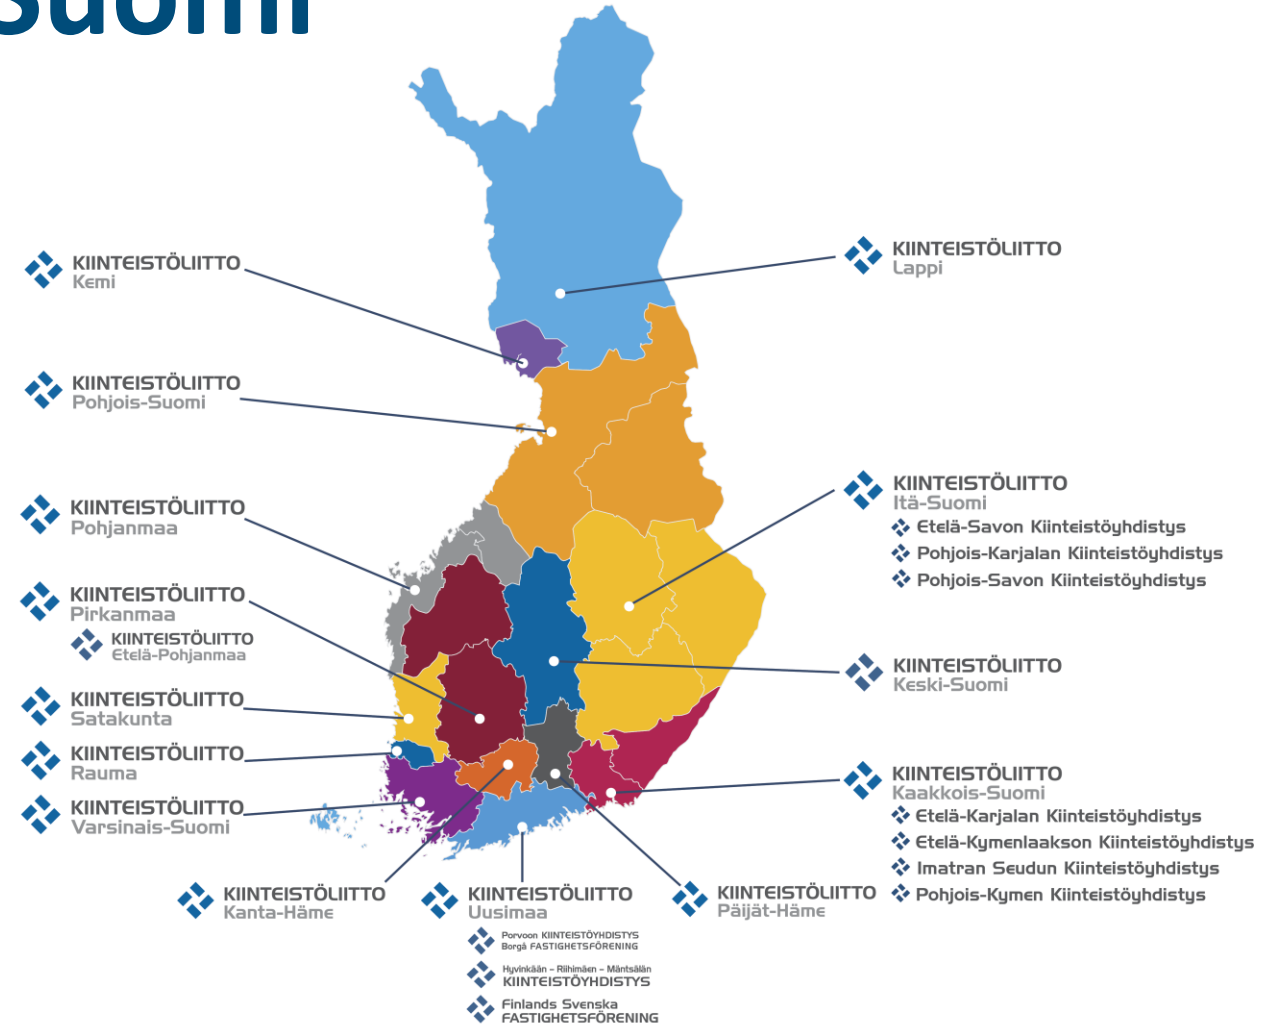 Suomi
KIINTEISTÖLIITTO
Kemi
KIINTEISTÖLIITTO
Pohjois-Suomi
KIINTEISTÖLIITTO
Pohjanmaa
KIINTEISTÖLIITTO
Pirkanmaa
KIINTEISTÖLIITTO
Etelä-Pohjanmaa
KIINTEISTÖLIITTO
Satakunta
KIINTEISTÖLIITTO
Rauma
KIINTEISTÖLIITTO
Varsinais-Suomi
KIINTEISTÖLIITTO
Kanta-Häme
KIINTEISTÖLIITTO
Uusimaa
Porvoon KIINTEISTÖYHDISTYS
Borgå FASTIGHETSFÖRENING
Hyvinkään – Riihimäen – Mäntsälän
KIINTEISTÖYHDISTYS
Finlands Svenska
FASTIGHETSFÖRENING
KIINTEISTÖLIITTO
Päijät-Häme
KIINTEISTÖLIITTO
Lappi
KIINTEISTÖLIITTO
Itä-Suomi
Etelä-Savon Kiinteistöyhdistys
Pohjois-Karjalan Kiinteistöyhdistys
Pohjois-Savon Kiinteistöyhdistys
KIINTEISTÖLIITTO
Keski-Suomi
KIINTEISTÖLIITTO
Kaakkois-Suomi
Etelä-Karjalan Kiinteistöyhdistys
Etelä-Kymenlaakson Kiinteistöyhdistys
Imatran Seudun Kiinteistöyhdistys
Pohjois-Kymen Kiinteistöyhdistys